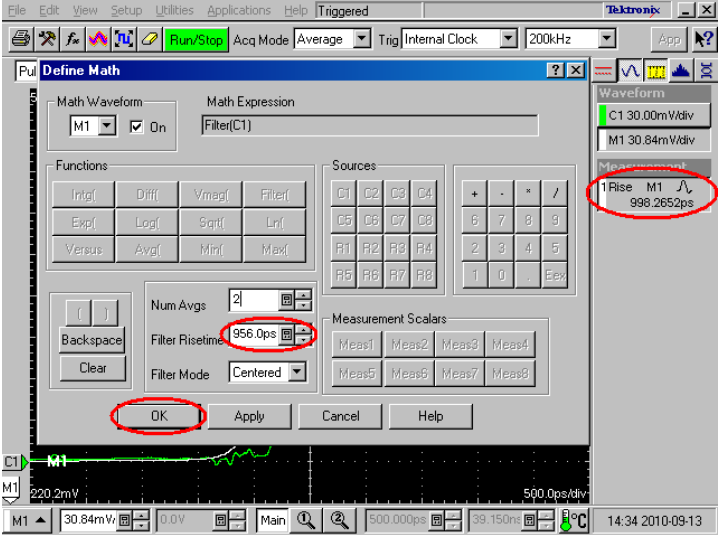 File Edit View Setup Utilities Applications Help Triggered Tektronix
Run/Stop Acq Mode Average Trig Internal Clock 200kHz App
Pul
Define Math
Waveform
C1 30.00mV/div
M1 30.84mV/div
Measurement
1 Rise M1
998.2652ps
Math Waveform
M1 On
Math Expression
Filter(C1)
Functions
Intg( Diff( Vmag( Filter(
Exp( Log( Sqrt( Ln(
Versus Avg( Min( Max(
Sources
C1 C2 C3 C4
C5 C6 C7 C8
R1 R2 R3 R4
R5 R6 R7 R8
+ - * /
6 7 8 9
2 3 4 5
1 0 . Eex
( )
Backspace
Clear
Num Avgs 2
Filter Risetime 956.0ps
Filter Mode Centered
Measurement Scalars
Meas1 Meas2 Meas3 Meas4
Meas5 Meas6 Meas7 Meas8
OK Apply Cancel Help
C1 M1
M1 220.2mV 500.0ps/div
M1 30.84mV/ 0.0V Main 500.000ps 39.150ns °C 14:34 2010-09-13